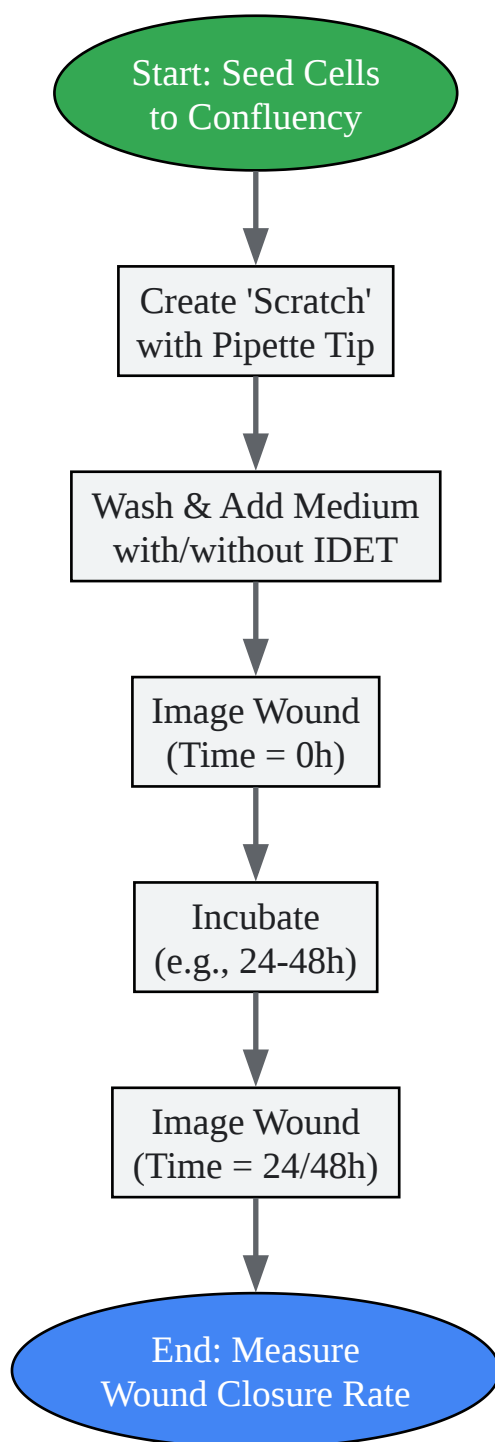 Start: Seed Cells
to Confluency
Create 'Scratch'
with Pipette Tip
Wash & Add Medium
with/without IDET
Image Wound
(Time = 0h)
Incubate
(e.g., 24-48h)
Image Wound
(Time = 24/48h)
End: Measure
Wound Closure Rate